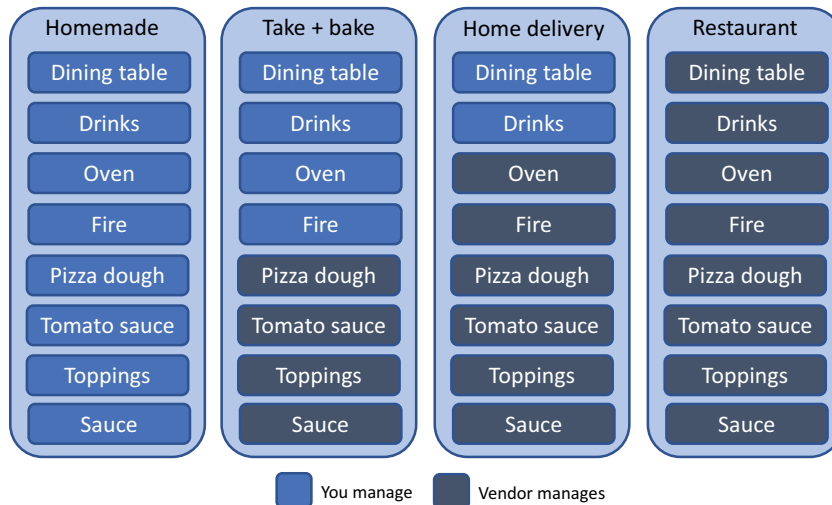 Homemade
Take + bake
Home delivery
Restaurant
Dining table
Dining table
Dining table
Dining table
Drinks
Drinks
Drinks
Drinks
Oven
Oven
Oven
Oven
Fire
Fire
Fire
Fire
Pizza dough
Pizza dough
Pizza dough
Pizza dough
Tomato sauce
Tomato sauce
Tomato sauce
Tomato sauce
Toppings
Toppings
Toppings
Toppings
Sauce
Sauce
Sauce
Sauce
You manage
Vendor manages